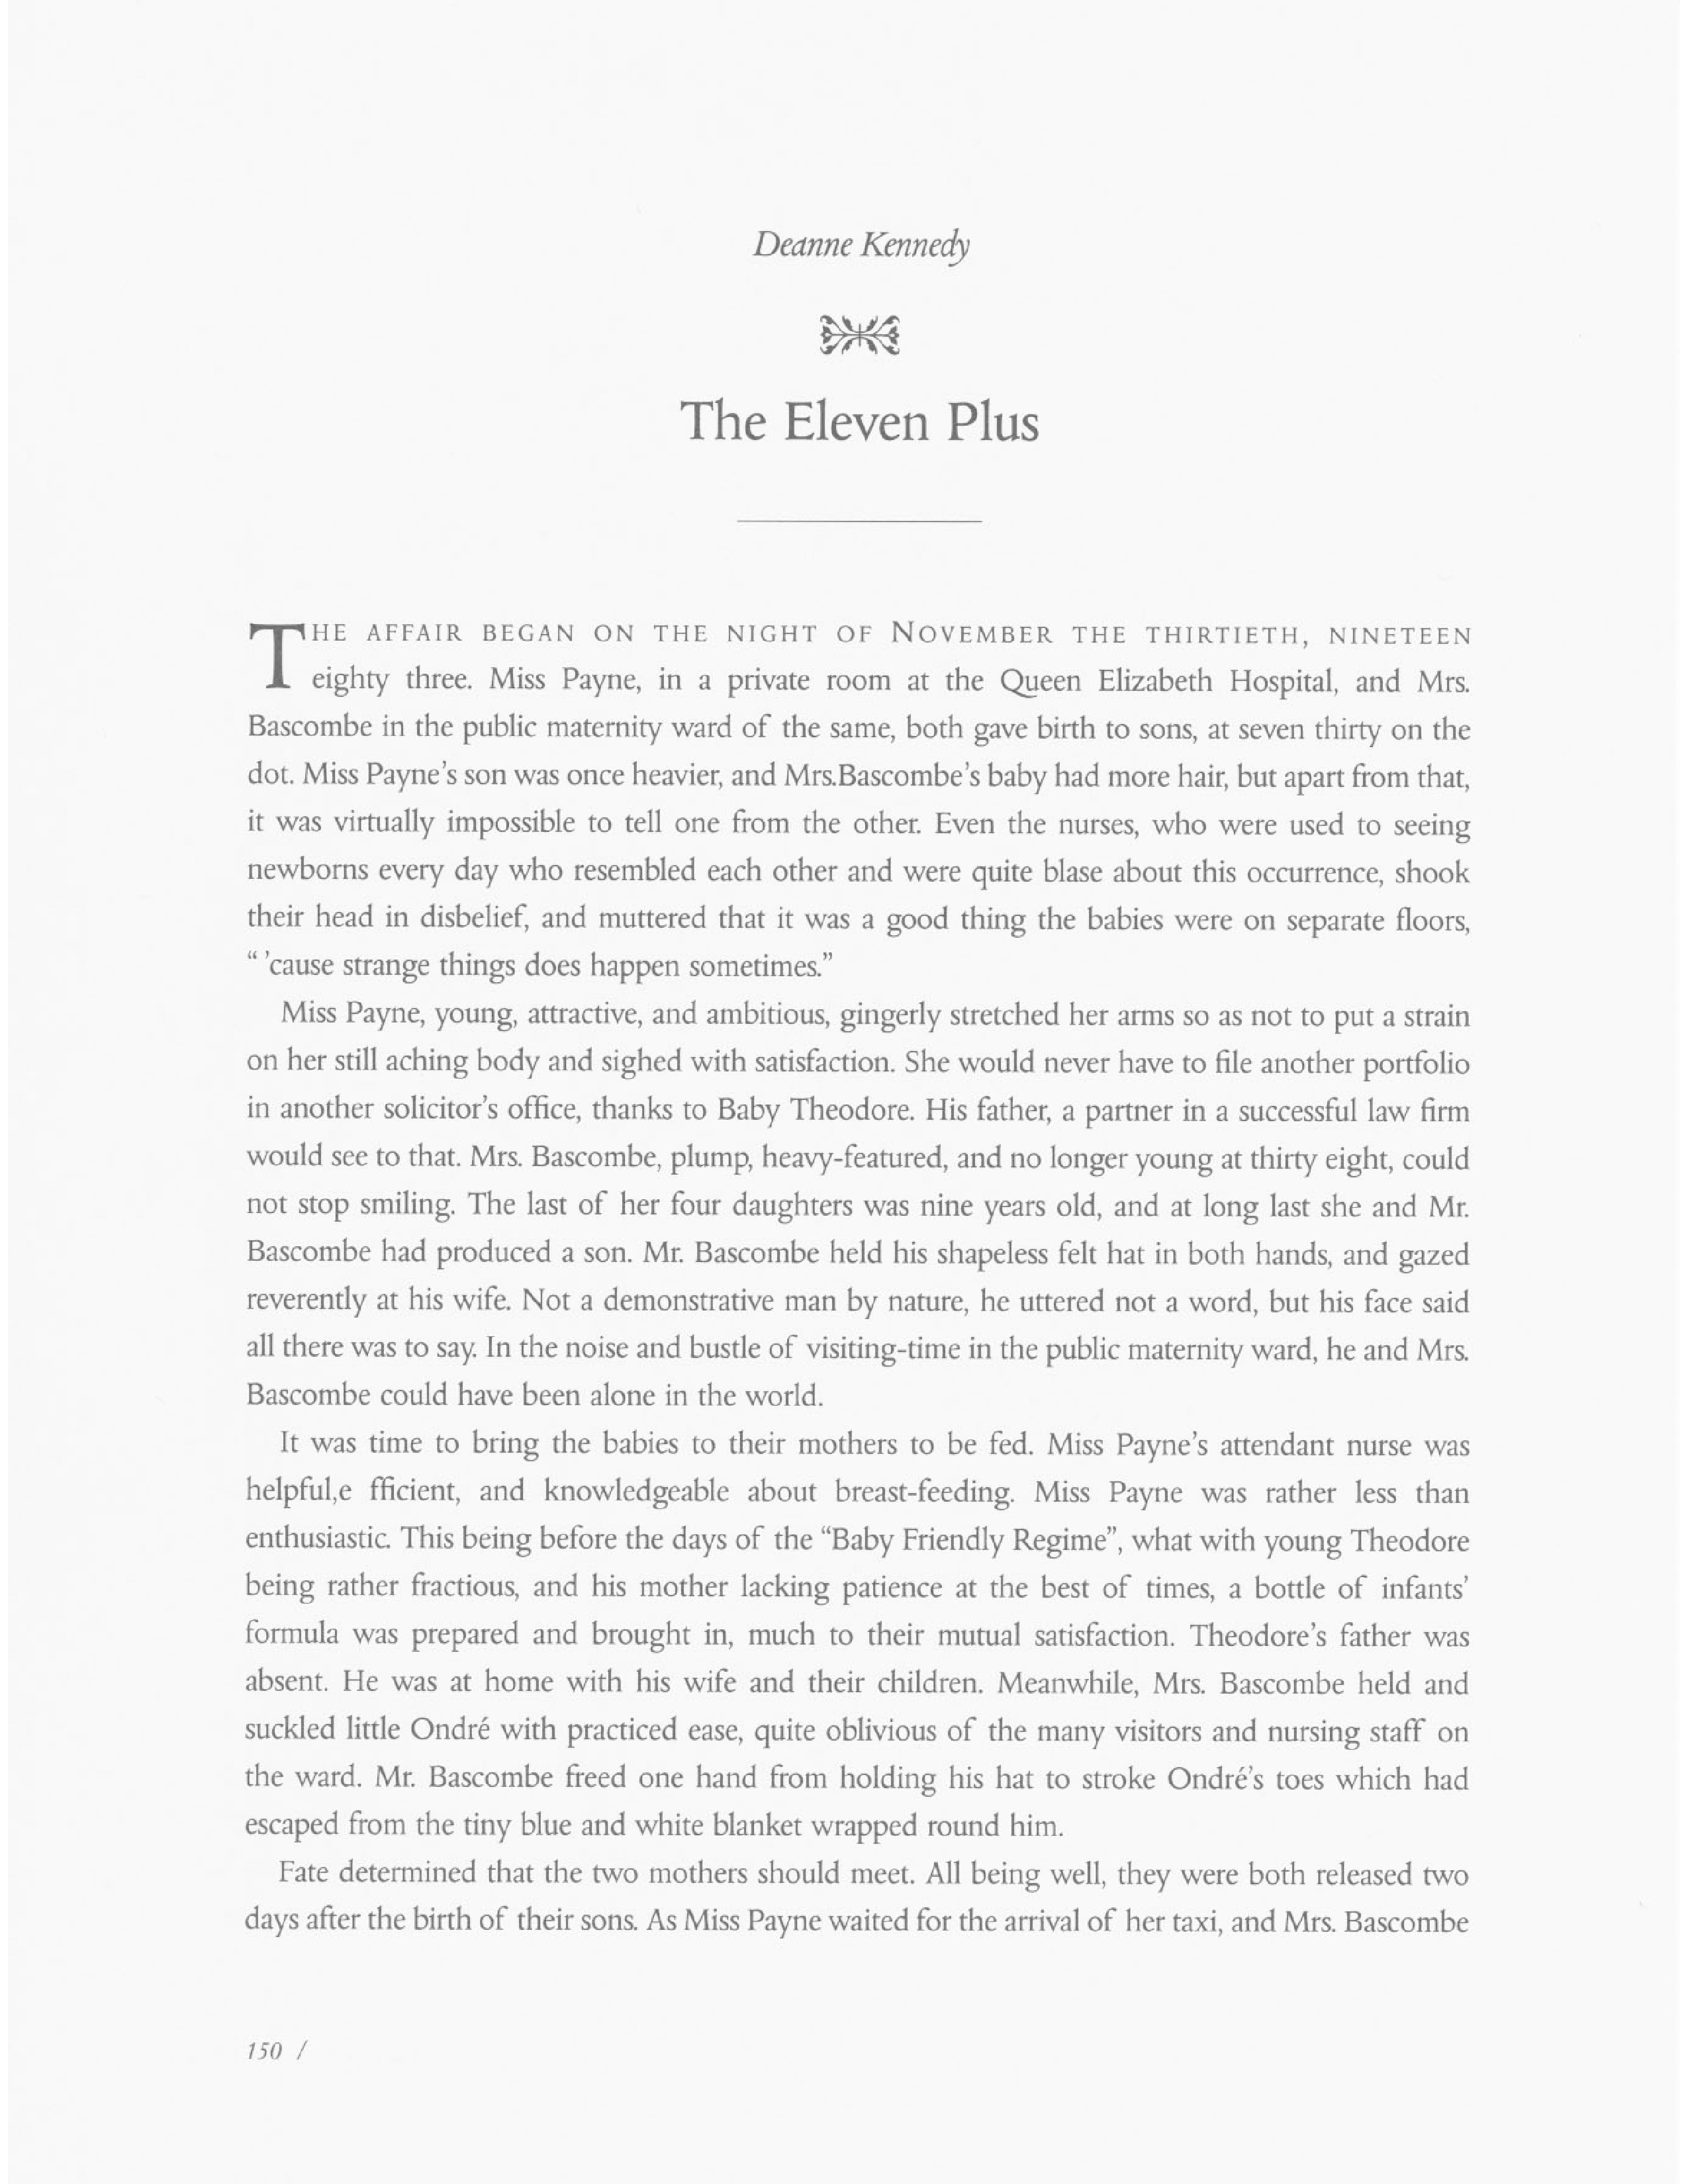 Deanne Kennedy
The Eleven Plus
THE AFFAIR BEGAN ON THE NIGHT OF NOVEMBER THE THIRTIETH, NINETEEN
eighty three. Miss Payne, in a private room at the Queen Elizabeth Hospital, and Mrs.
Bascombe in the public maternity ward of the same, both gave birth to sons, at seven thirty on the
dot. Miss Payne's son was once heavier, and Mrs.Bascombe's baby had more hair, but apart from that,
it was virtually impossible to tell one from the other. Even the nurses, who were used to seeing
newborns every day who resembled each other and were quite blase about this occurrence, shook
their head in disbelief, and muttered that it was a good thing the babies were on separate floors,
“ ’cause strange things does happen sometimes.”
Miss Payne, young, attractive, and ambitious, gingerly stretched her arms so as not to put a strain
on her still aching body and sighed with satisfaction. She would never have to file another portfolio
in another solicitor's office, thanks to Baby Theodore. His father, a partner in a successful law firm
would see to that. Mrs. Bascombe, plump, heavy-featured, and no longer young at thirty eight, could
not stop smiling. The last of her four daughters was nine years old, and at long last she and Mr.
Bascombe had produced a son. Mr. Bascombe held his shapeless felt hat in both hands, and gazed
reverently at his wife. Not a demonstrative man by nature, he uttered not a word, but his face said
all there was to say. In the noise and bustle of visiting-time in the public maternity ward, he and Mrs.
Bascombe could have been alone in the world.
It was time to bring the babies to their mothers to be fed. Miss Payne's attendant nurse was
helpful,e fficient, and knowledgeable about breast-feeding. Miss Payne was rather less than
enthusiastic. This being before the days of the “Baby Friendly Regime”, what with young Theodore
being rather fractious, and his mother lacking patience at the best of times, a bottle of infants'
formula was prepared and brought in, much to their mutual satisfaction. Theodore's father was
absent. He was at home with his wife and their children. Meanwhile, Mrs. Bascombe held and
suckled little Ondré with practiced ease, quite oblivious of the many visitors and nursing staff on
the ward. Mr. Bascombe freed one hand from holding his hat to stroke Ondré's toes which had
escaped from the tiny blue and white blanket wrapped round him.
Fate determined that the two mothers should meet. All being well, they were both released two
days after the birth of their sons. As Miss Payne waited for the arrival of her taxi, and Mrs. Bascombe
150 /